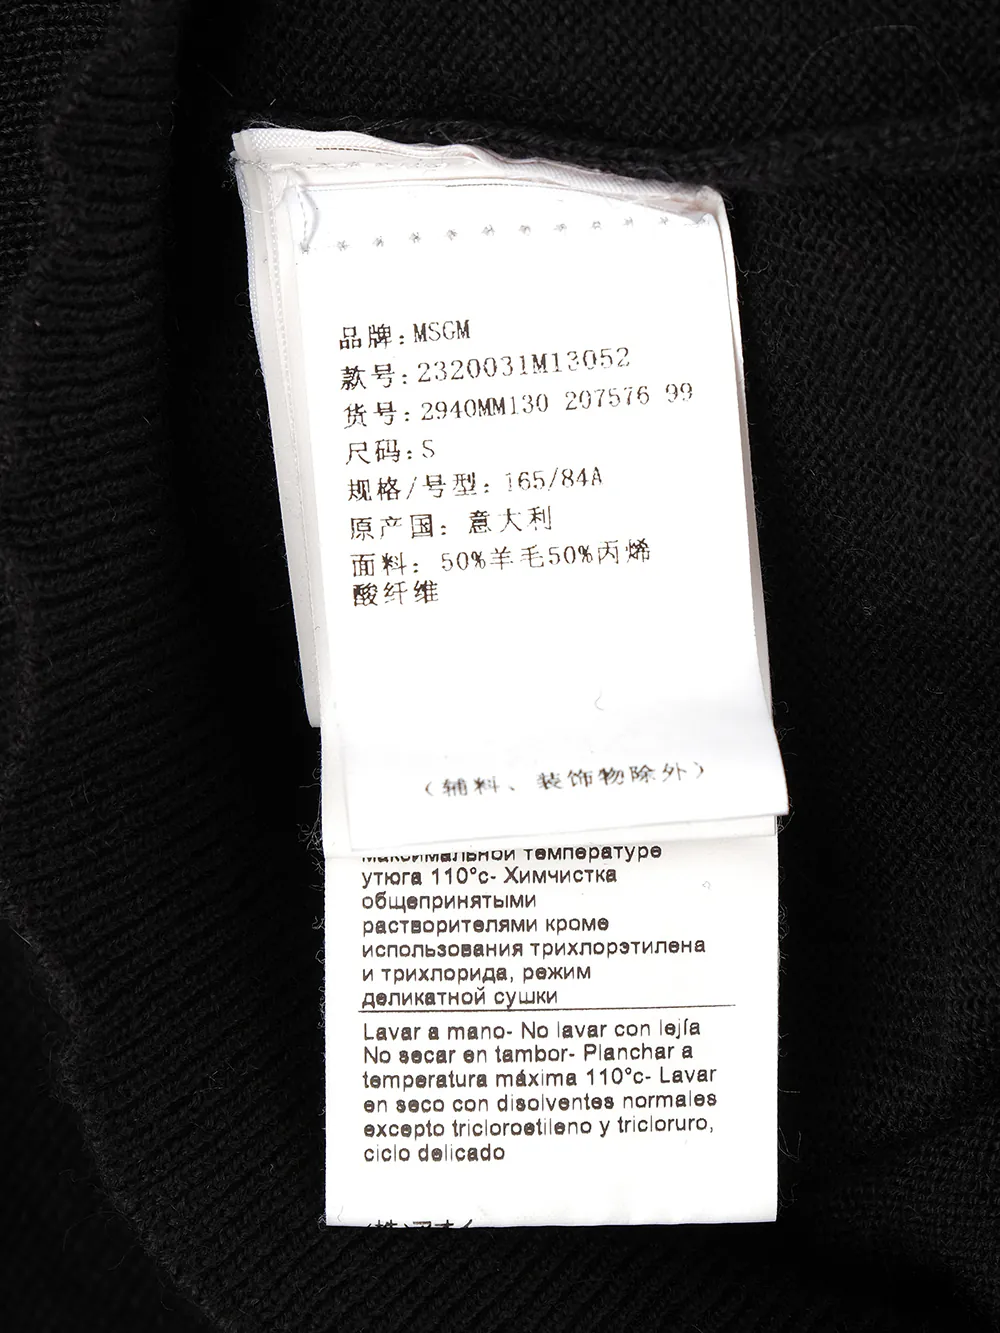 品牌:MSGM
款号:2320031M13052
货号:2940MM130 207576 99
尺码:S
规格/号型: 165/84A
原产国: 意大利
面料: 50%羊毛50%丙烯
酸纤维
(辅料、装饰物除外)
максимальной температуре
утюга 110°c- Химчистка
общепринятыми
растворителями кроме
использования трихлорэтилена
и трихлорида, режим
деликатной сушки
Lavar a mano- No lavar con lejía
No secar en tambor- Planchar a
temperatura máxima 110°c- Lavar
en seco con disolventes normales
excepto tricloroetileno y tricloruro,
ciclo delicado